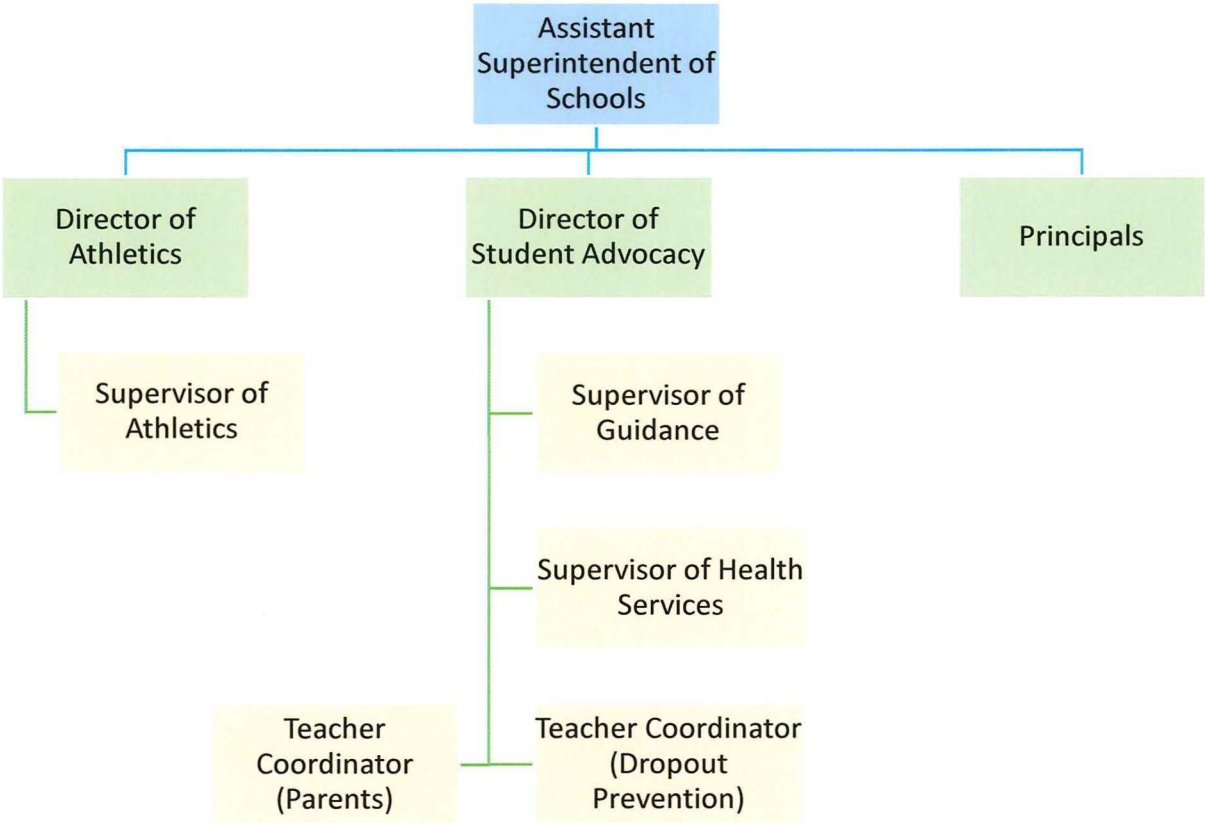 Assistant
Superintendent of
Schools
Director of
Athletics
Director of
Student Advocacy
Principals
Supervisor of
Athletics
Supervisor of
Guidance
Supervisor of Health
Services
Teacher
Coordinator
(Parents)
Teacher Coordinator
(Dropout
Prevention)